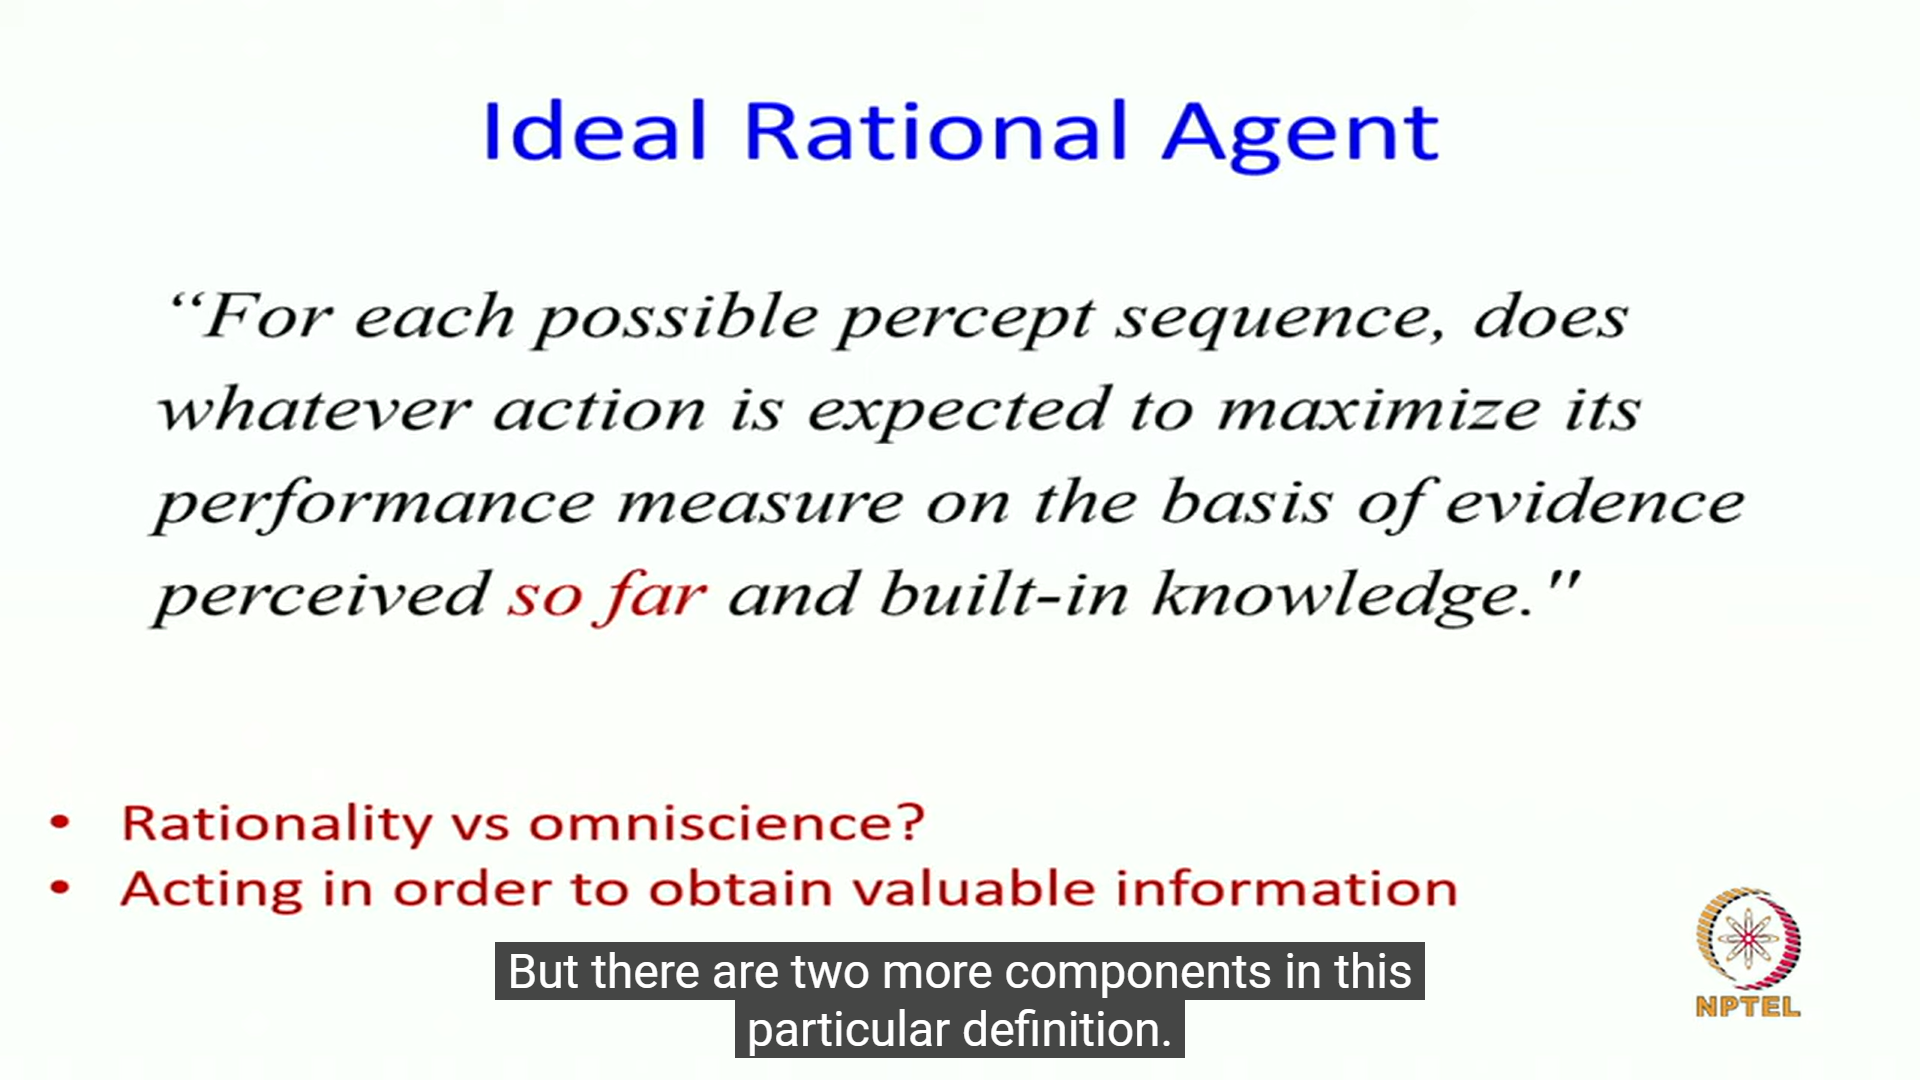 Ideal Rational Agent
“For each possible percept sequence, does
whatever action is expected to maximize its
performance measure on the basis of evidence
perceived so far and built-in knowledge."
• Rationality vs omniscience?
• Acting in order to obtain valuable information
NPTEL
But there are two more components in this
particular definition.